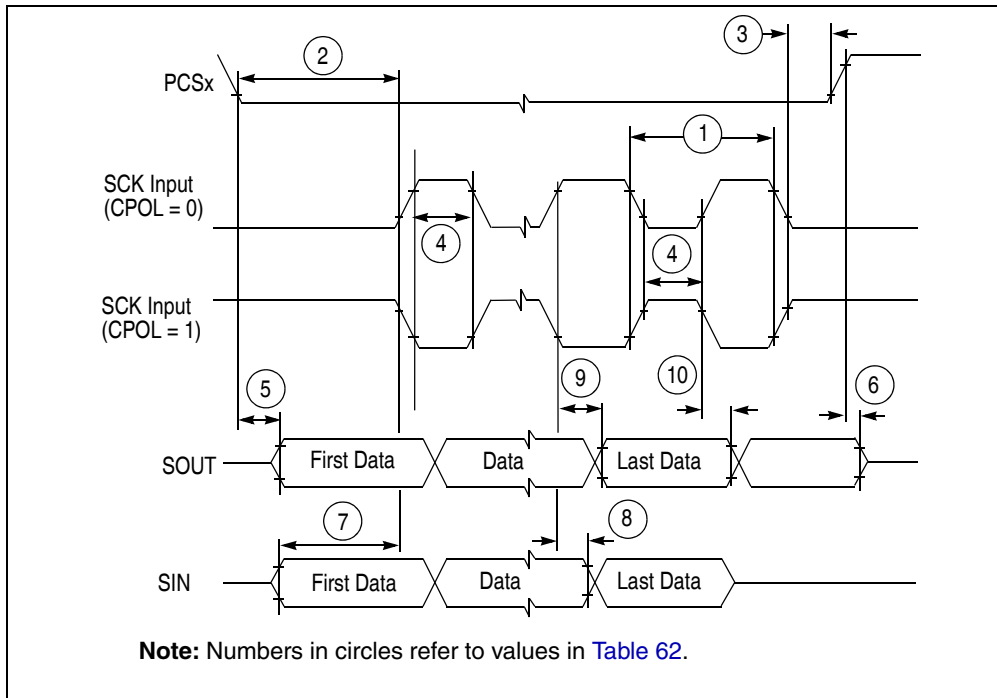 3
2
PCSx
1
SCK Input
(CPOL = 0)
4
4
SCK Input
(CPOL = 1)
5
9
10
6
SOUT
First Data
Data
Last Data
7
8
SIN
First Data
Data
Last Data
Note: Numbers in circles refer to values in Table 62.